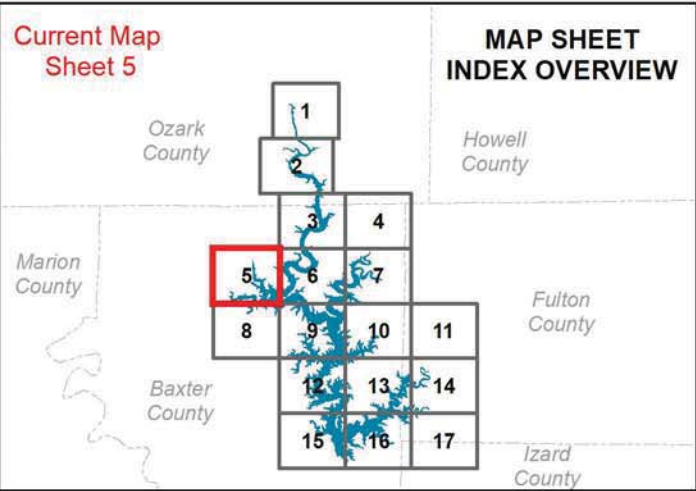 Current Map
Sheet 5
MAP SHEET
INDEX OVERVIEW
1
Ozark
County
Howell
County
2
3
4
Marion
County
5
6
7
Fulton
County
8
9
10
11
Baxter
County
12
13
14
15
16
17
Izard
County